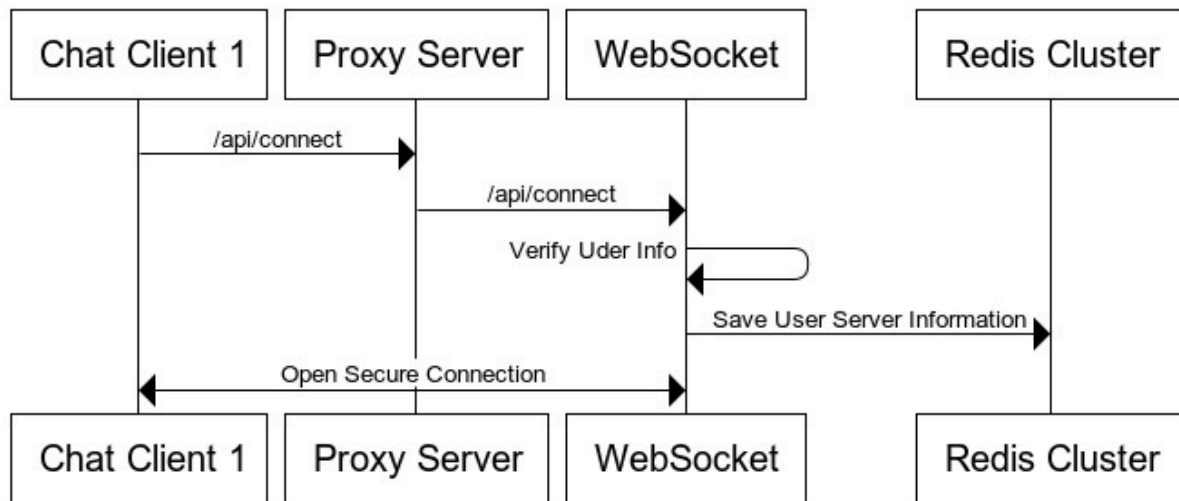 Chat Client 1
Proxy Server
WebSocket
Redis Cluster
/api/connect
/api/connect
Verify Uder Info
Save User Server Information
Open Secure Connection
Chat Client 1
Proxy Server
WebSocket
Redis Cluster